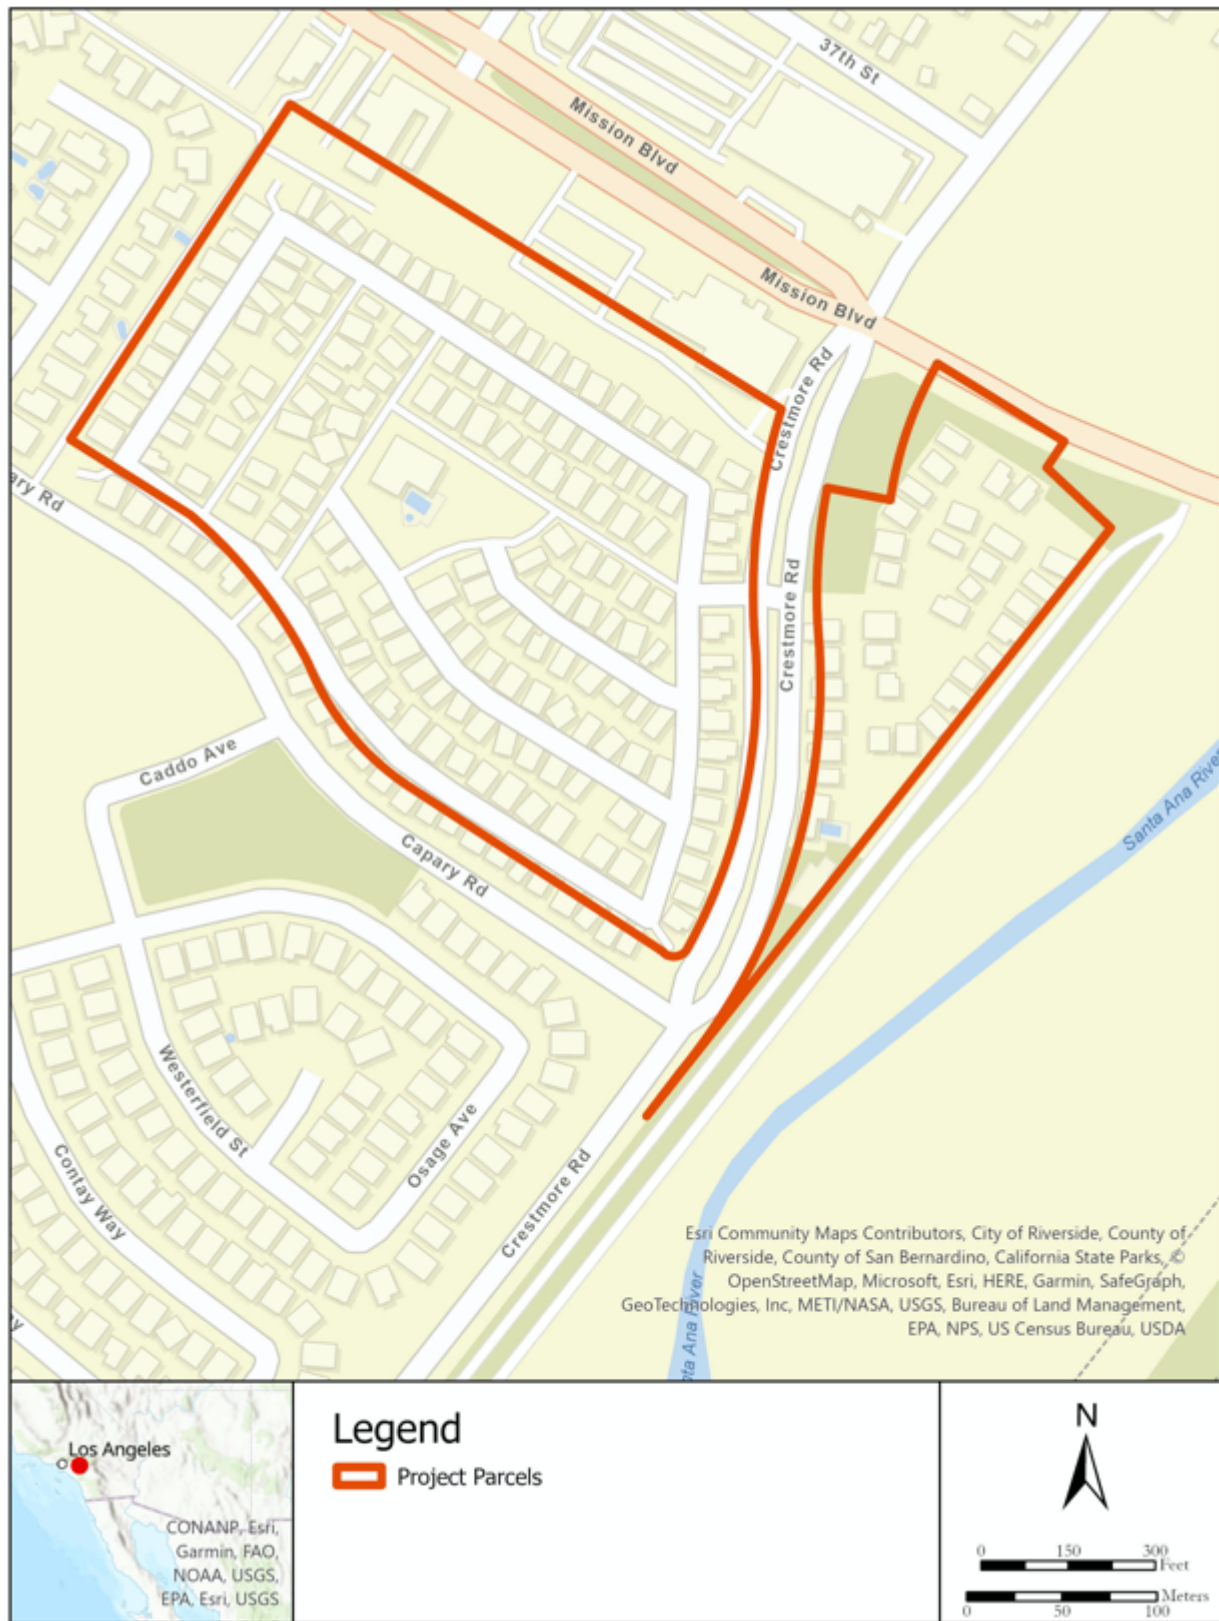 37th St
Mission Blvd
Mission Blvd
Crestmore Rd
ary Rd
Crestmore Rd
Caddo Ave
Santa Ana River
Capary Rd
Westerfield St
Osage Ave
Contay Way
Crestmore Rd
Esri Community Maps Contributors, City of Riverside, County of
Riverside, County of San Bernardino, California State Parks, ©
OpenStreetMap, Microsoft, Esri, HERE, Garmin, SafeGraph,
GeoTechnologies, Inc, METI/NASA, USGS, Bureau of Land Management,
EPA, NPS, US Census Bureau, USDA
nta Ana River
y
Los Angeles
CONANP, Esri,
Garmin, FAO,
NOAA, USGS,
EPA, Esri, USGS
Legend
Project Parcels
N
0 150 300
Feet
Meters
0 50 100